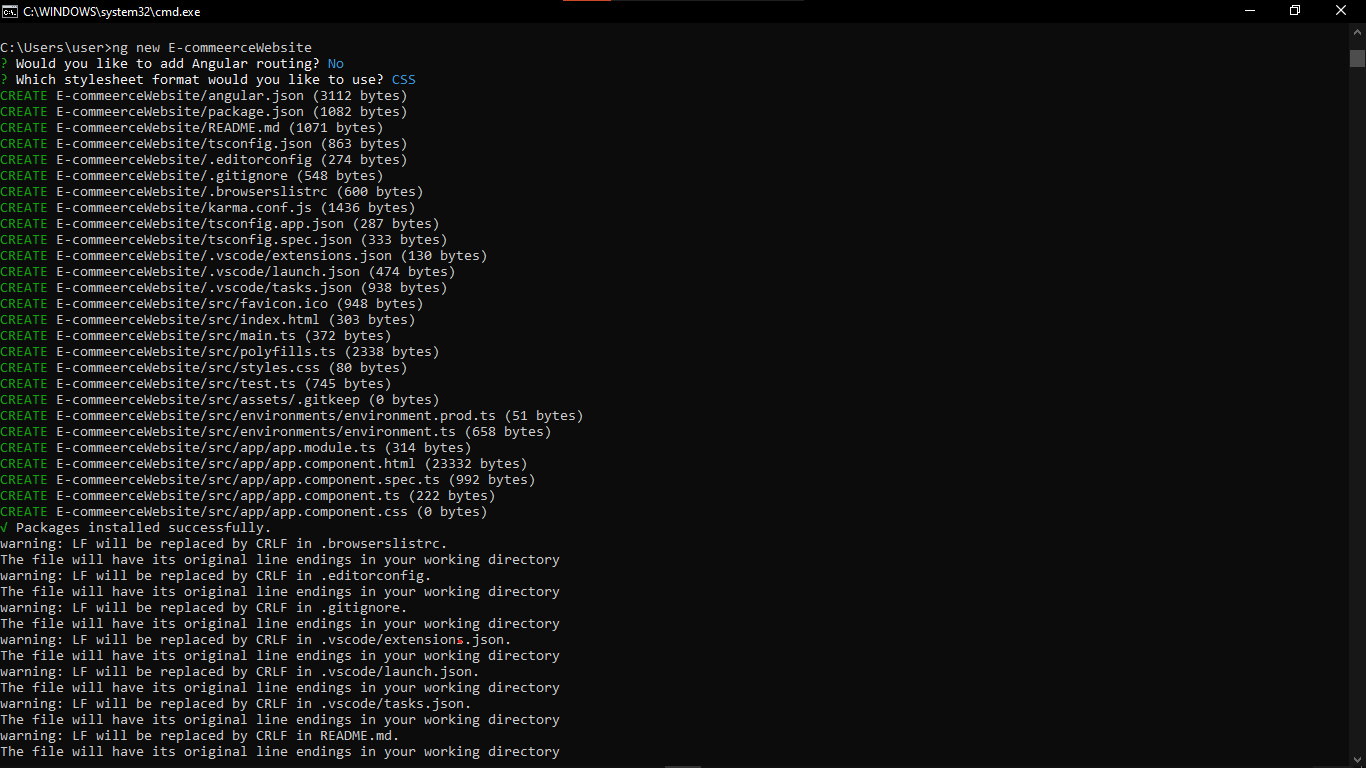 C:\WINDOWS\system32\cmd.exe
C:\Users\user>ng new E-commeerceWebsite
? Would you like to add Angular routing? No
? Which stylesheet format would you like to use? CSS
CREATE E-commeerceWebsite/angular.json (3112 bytes)
CREATE E-commeerceWebsite/package.json (1082 bytes)
CREATE E-commeerceWebsite/README.md (1071 bytes)
CREATE E-commeerceWebsite/tsconfig.json (863 bytes)
CREATE E-commeerceWebsite/.editorconfig (274 bytes)
CREATE E-commeerceWebsite/.gitignore (548 bytes)
CREATE E-commeerceWebsite/.browserslistrc (600 bytes)
CREATE E-commeerceWebsite/karma.conf.js (1436 bytes)
CREATE E-commeerceWebsite/tsconfig.app.json (287 bytes)
CREATE E-commeerceWebsite/tsconfig.spec.json (333 bytes)
CREATE E-commeerceWebsite/.vscode/extensions.json (130 bytes)
CREATE E-commeerceWebsite/.vscode/launch.json (474 bytes)
CREATE E-commeerceWebsite/.vscode/tasks.json (938 bytes)
CREATE E-commeerceWebsite/src/favicon.ico (948 bytes)
CREATE E-commeerceWebsite/src/index.html (303 bytes)
CREATE E-commeerceWebsite/src/main.ts (372 bytes)
CREATE E-commeerceWebsite/src/polyfills.ts (2338 bytes)
CREATE E-commeerceWebsite/src/styles.css (80 bytes)
CREATE E-commeerceWebsite/src/test.ts (745 bytes)
CREATE E-commeerceWebsite/src/assets/.gitkeep (0 bytes)
CREATE E-commeerceWebsite/src/environments/environment.prod.ts (51 bytes)
CREATE E-commeerceWebsite/src/environments/environment.ts (658 bytes)
CREATE E-commeerceWebsite/src/app/app.module.ts (314 bytes)
CREATE E-commeerceWebsite/src/app/app.component.html (23332 bytes)
CREATE E-commeerceWebsite/src/app/app.component.spec.ts (992 bytes)
CREATE E-commeerceWebsite/src/app/app.component.ts (222 bytes)
CREATE E-commeerceWebsite/src/app/app.component.css (0 bytes)
√ Packages installed successfully.
warning: LF will be replaced by CRLF in .browserslistrc.
The file will have its original line endings in your working directory
warning: LF will be replaced by CRLF in .editorconfig.
The file will have its original line endings in your working directory
warning: LF will be replaced by CRLF in .gitignore.
The file will have its original line endings in your working directory
warning: LF will be replaced by CRLF in .vscode/extensions.json.
The file will have its original line endings in your working directory
warning: LF will be replaced by CRLF in .vscode/launch.json.
The file will have its original line endings in your working directory
warning: LF will be replaced by CRLF in .vscode/tasks.json.
The file will have its original line endings in your working directory
warning: LF will be replaced by CRLF in README.md.
The file will have its original line endings in your working directory